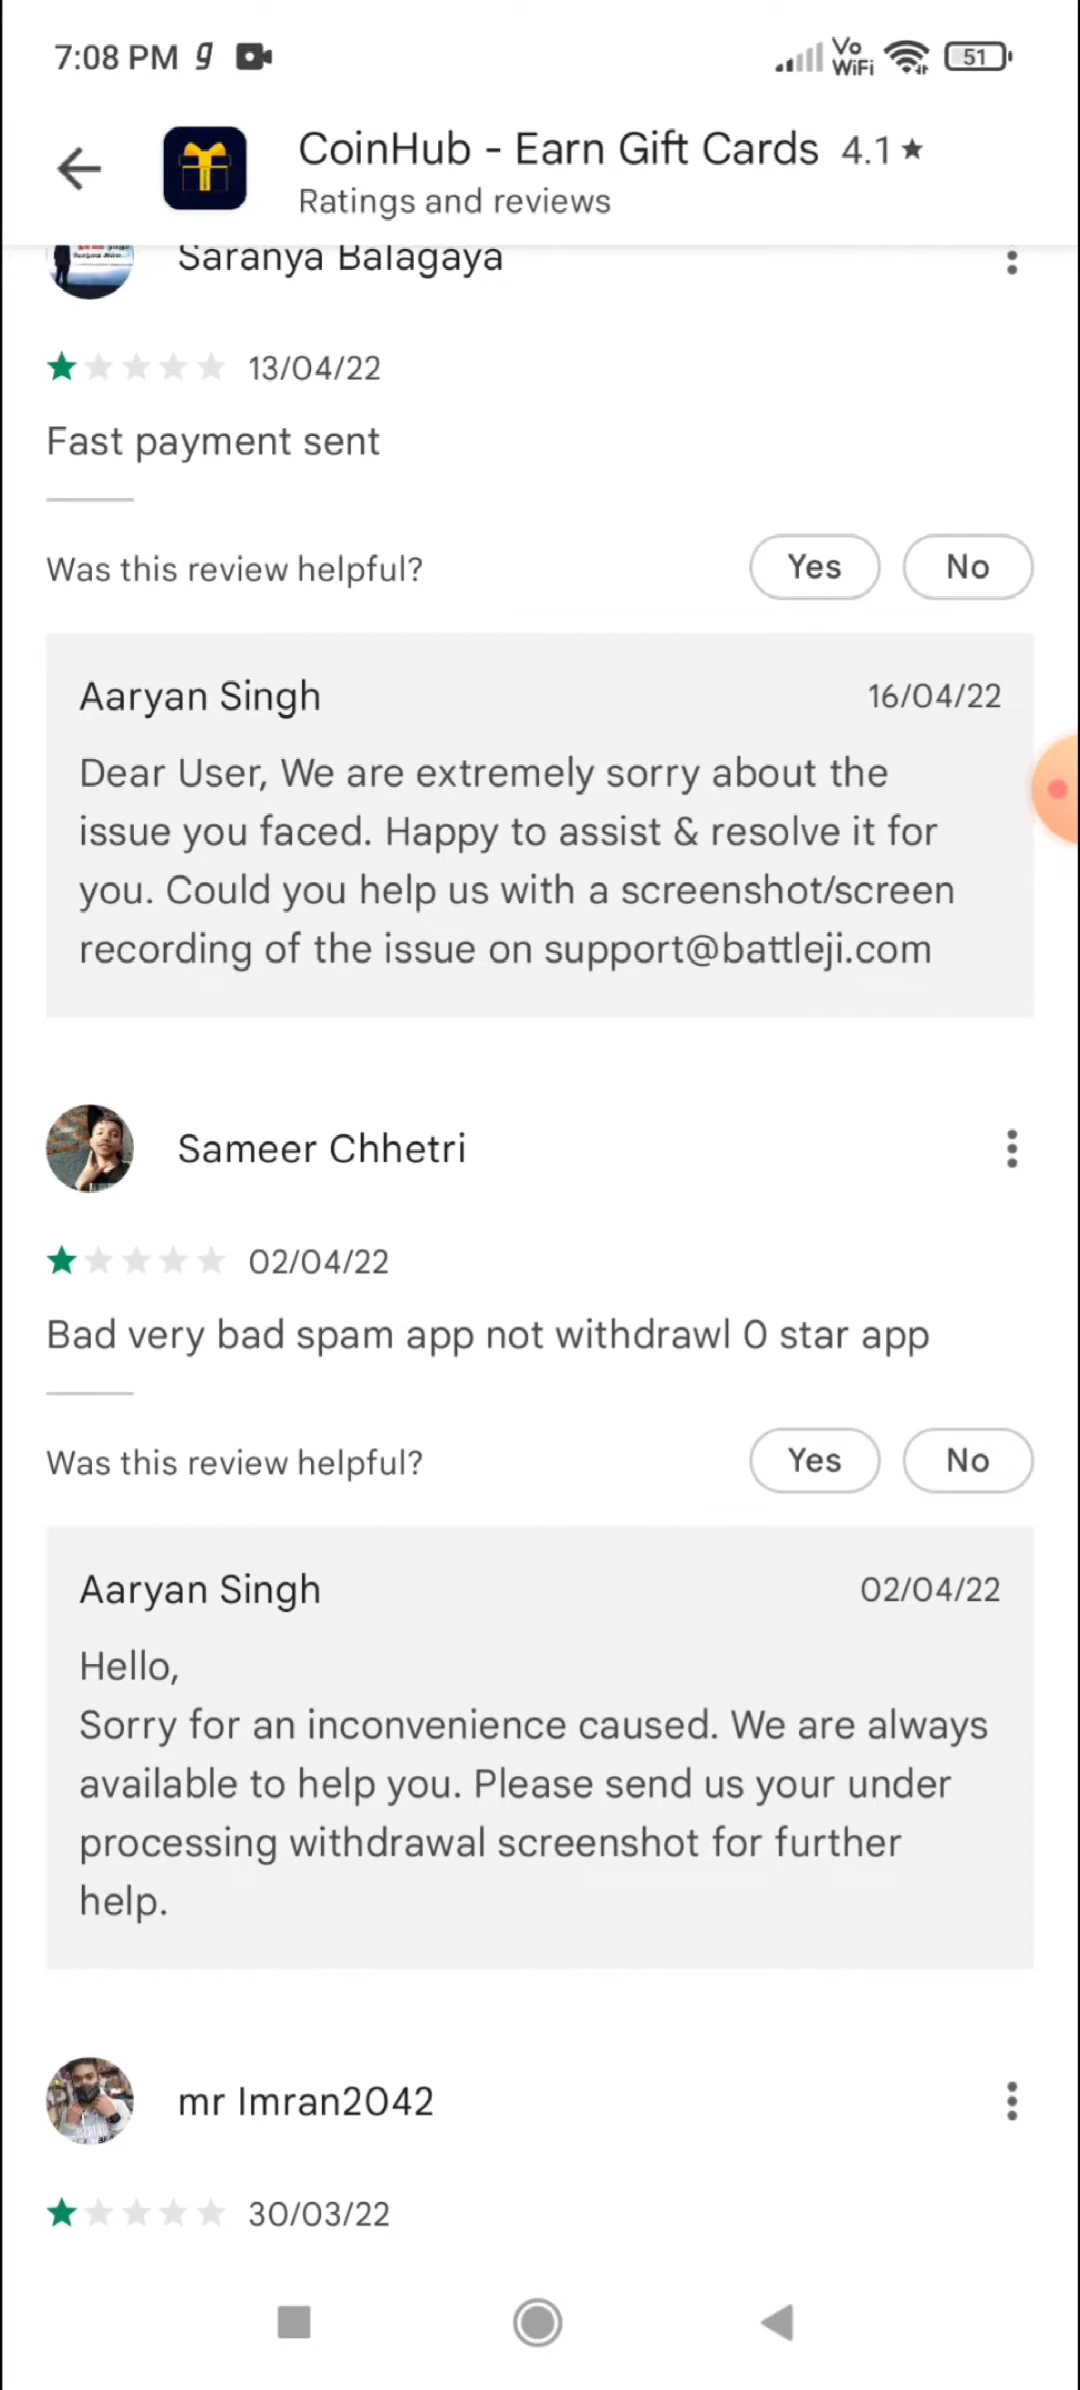 7:08 PM g
Vo
WiFi
51
CoinHub - Earn Gift Cards 4.1★
Ratings and reviews
Saranya Balagaya
13/04/22
Fast payment sent
Was this review helpful?
Yes
No
Aaryan Singh
16/04/22
Dear User, We are extremely sorry about the
issue you faced. Happy to assist & resolve it for
you. Could you help us with a screenshot/screen
recording of the issue on support@battleji.com
Sameer Chhetri
02/04/22
Bad very bad spam app not withdrawl 0 star app
Was this review helpful?
Yes
No
Aaryan Singh
02/04/22
Hello,
Sorry for an inconvenience caused. We are always
available to help you. Please send us your under
processing withdrawal screenshot for further
help.
mr Imran2042
30/03/22